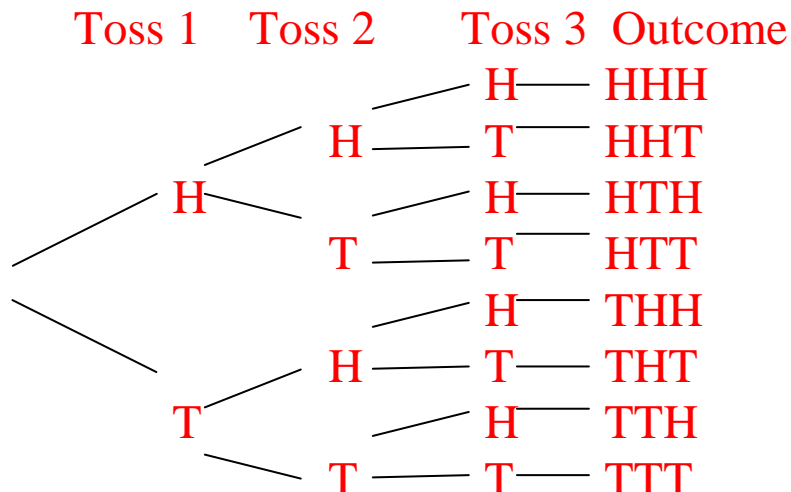 Toss 1 Toss 2 Toss 3 Outcome
H HHH
H T HHT
H H HTH
T T HTT
H THH
H T THT
T H TTH
T T TTT